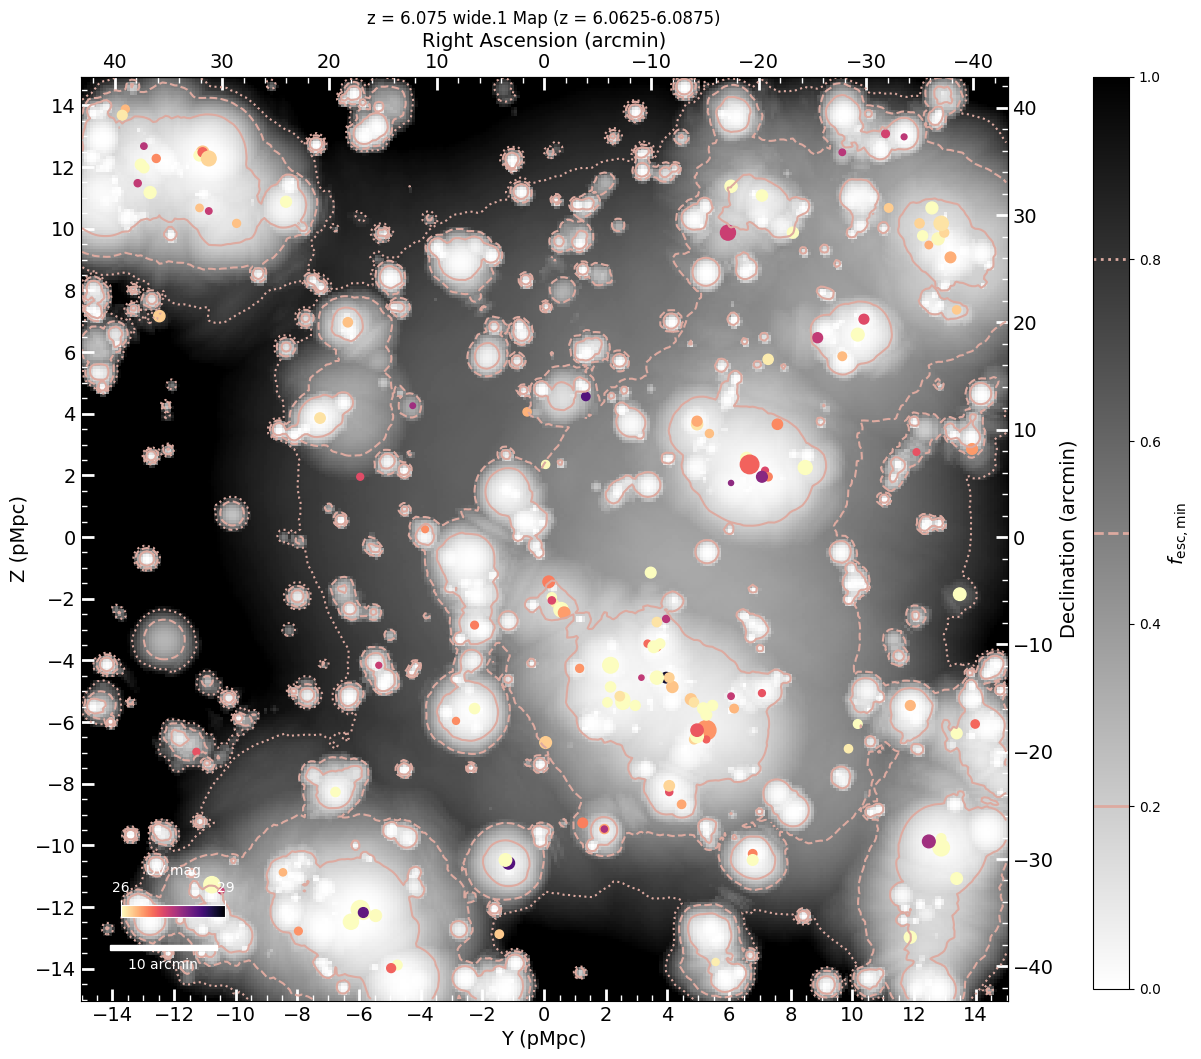 z = 6.075 wide.1 Map (z = 6.0625-6.0875)
Right Ascension (arcmin)
40 30 20 10 0 −10 −20 −30 −40
14 12 10 8 6 4 2 0 −2 −4 −6 −8 −10 −12 −14
Z (pMpc)
40 30 20 10 0 −10 −20 −30 −40
Declination (arcmin)
1.0
0.8
0.6
0.4
0.2
0.0
fesc,min
UV mag
26 29
10 arcmin
−14 −12 −10 −8 −6 −4 −2 0 2 4 6 8 10 12 14
Y (pMpc)